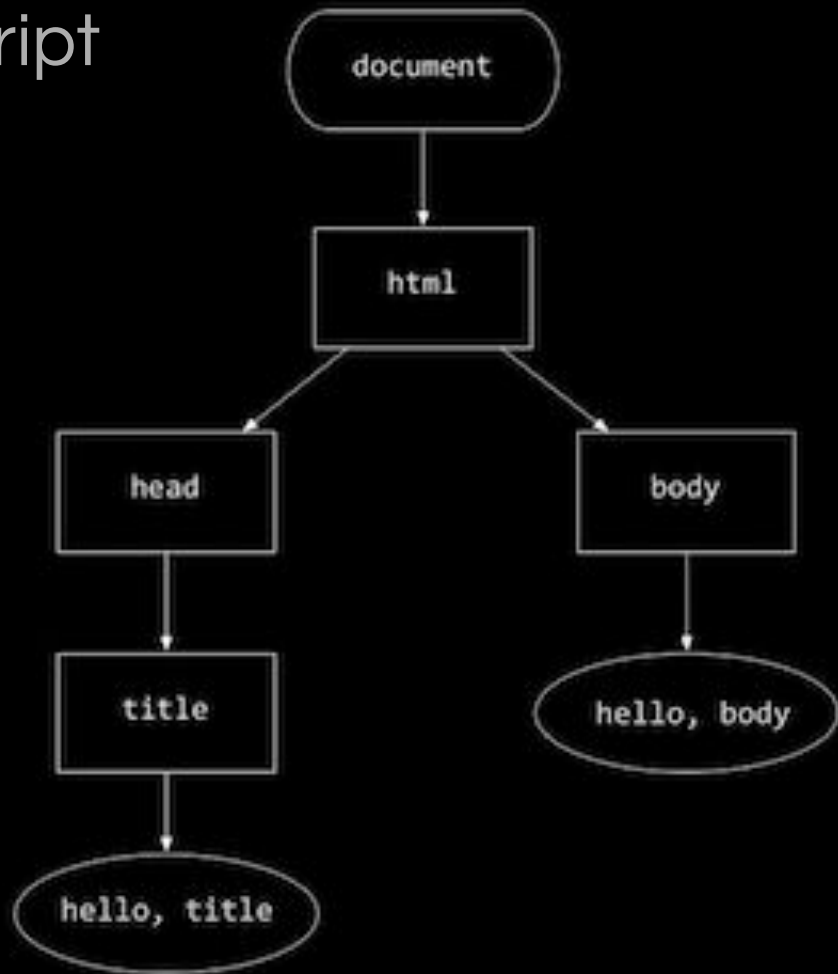 ript
document
html
head
body
title
hello, body
hello, title